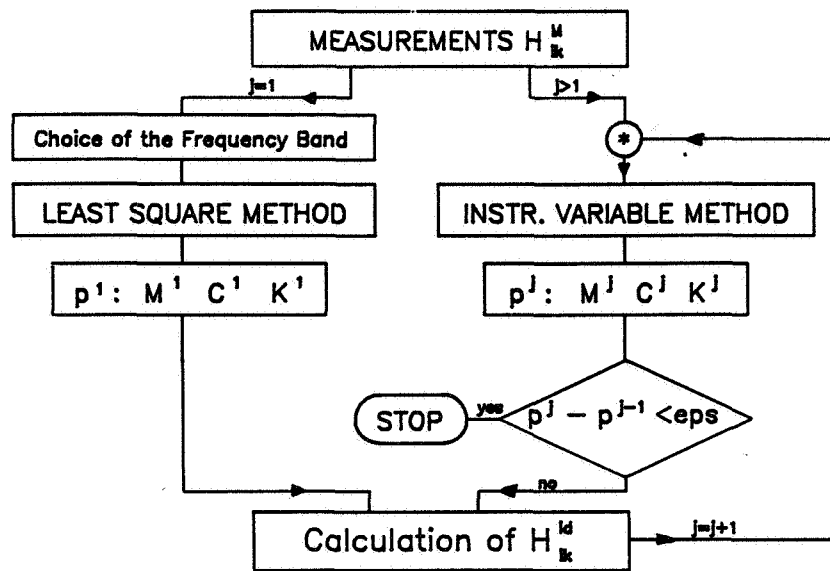 MEASUREMENTS H M ik
j=1
j>1
Choice of the Frequency Band
*
LEAST SQUARE METHOD
INSTR. VARIABLE METHOD
p¹: M¹ C¹ K¹
pʲ: Mʲ Cʲ Kʲ
STOP
yes
pʲ – pʲ⁻¹ <eps
no
Calculation of H id ik
j=j+1